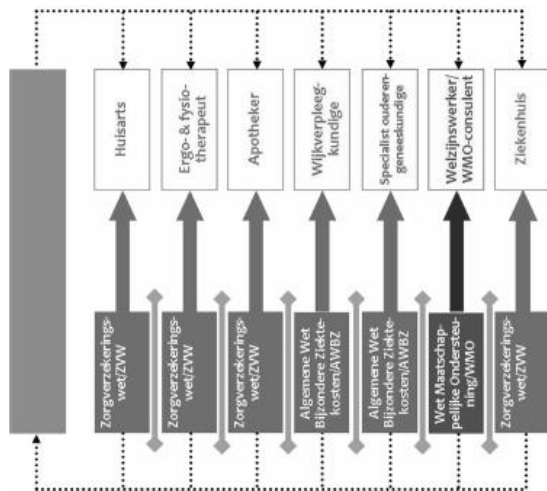 Huisarts
Ergo- & fysio-
therapeut
Apotheker
Wijkverpleeg-
kundige
Specialist ouderen-
geneeskundige
Welzijnswerker/
WMO-consulent
Ziekenhuis
Zorgverzekerings-
wet/ZVW
Zorgverzekerings-
wet/ZVW
Zorgverzekerings-
wet/ZVW
Algemene Wet
Bijzondere Ziekte-
kosten/AWBZ
Algemene Wet
Bijzondere Ziekte-
kosten/AWBZ
Wet Maatschap-
pelijke Ondersteu-
ning/WMO
Zorgverzekerings-
wet/ZVW